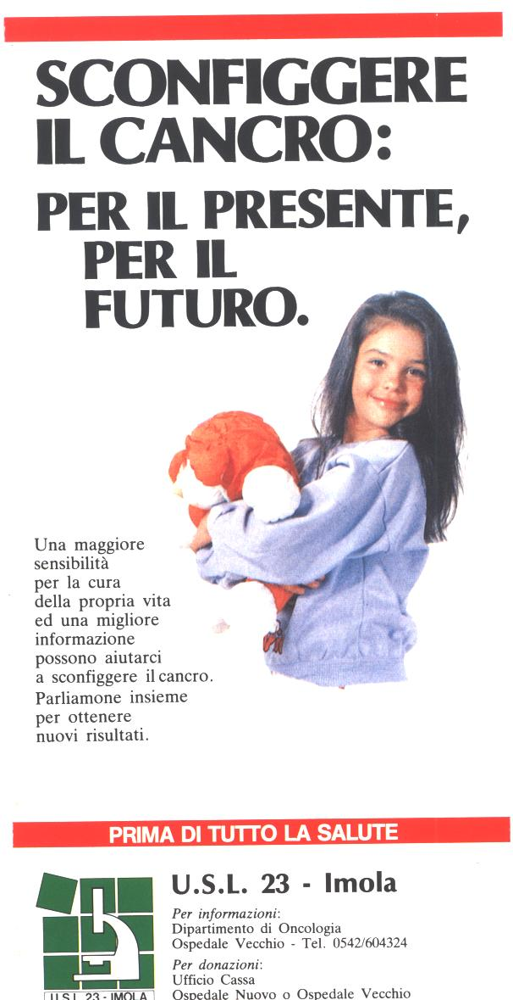 SCONFIGGERE
IL CANCRO:
PER IL PRESENTE,
PER IL
FUTURO.
Una maggiore
sensibilità
per la cura
della propria vita
ed una migliore
informazione
possono aiutarci
a sconfiggere il cancro.
Parliamone insieme
per ottenere
nuovi risultati.
PRIMA DI TUTTO LA SALUTE
U.S.L. 23 - Imola
Per informazioni:
Dipartimento di Oncologia
Ospedale Vecchio - Tel. 0542/604324
Per donazioni:
Ufficio Cassa
Ospedale Nuovo o Ospedale Vecchio
U.S.L. 23 - IMOLA